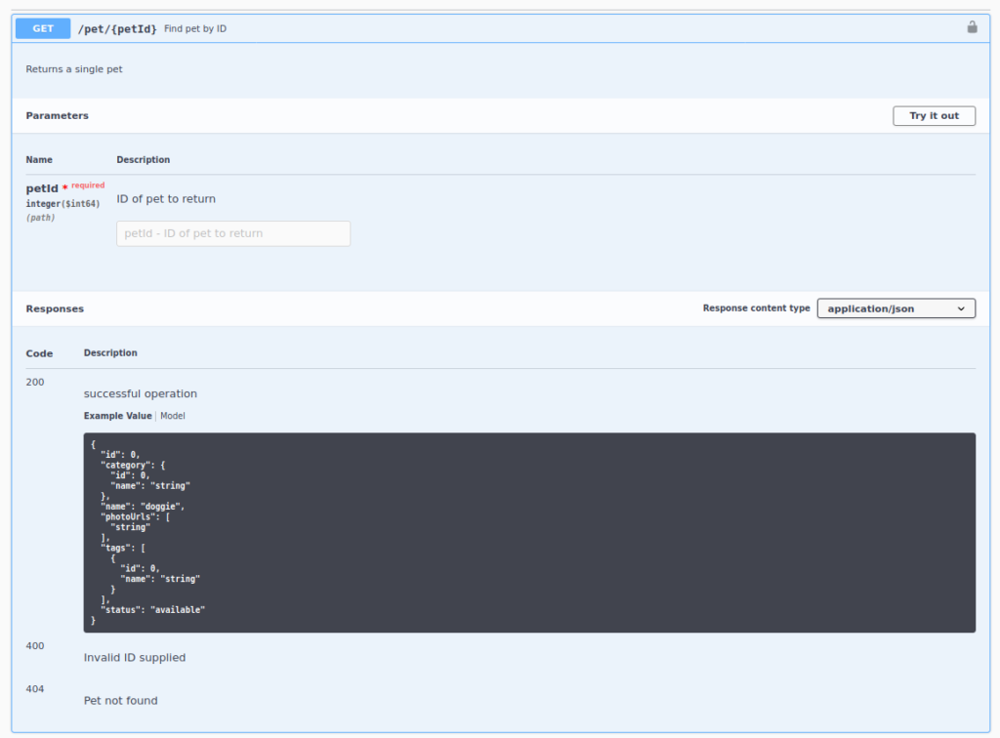 GET /pet/{petId} Find pet by ID
Returns a single pet
Parameters
Try it out
Name Description
petId * required
integer($int64)
(path)
ID of pet to return
petId - ID of pet to return
Responses
Response content type application/json
Code Description
200
successful operation
Example Value | Model
{
  "id": 0,
  "category": {
    "id": 0,
    "name": "string"
  },
  "name": "doggie",
  "photoUrls": [
    "string"
  ],
  "tags": [
    {
      "id": 0,
      "name": "string"
    }
  ],
  "status": "available"
}
400
Invalid ID supplied
404
Pet not found